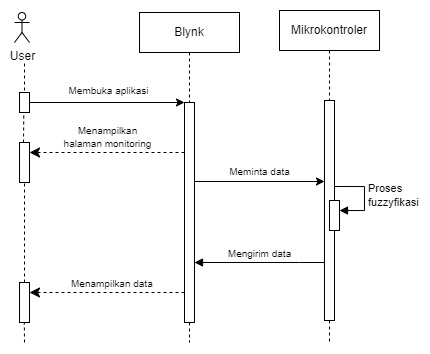 User
Blynk
Mikrokontroler
Membuka aplikasi
Menampilkan
halaman monitoring
Meminta data
Proses
fuzzyfikasi
Mengirim data
Menampilkan data